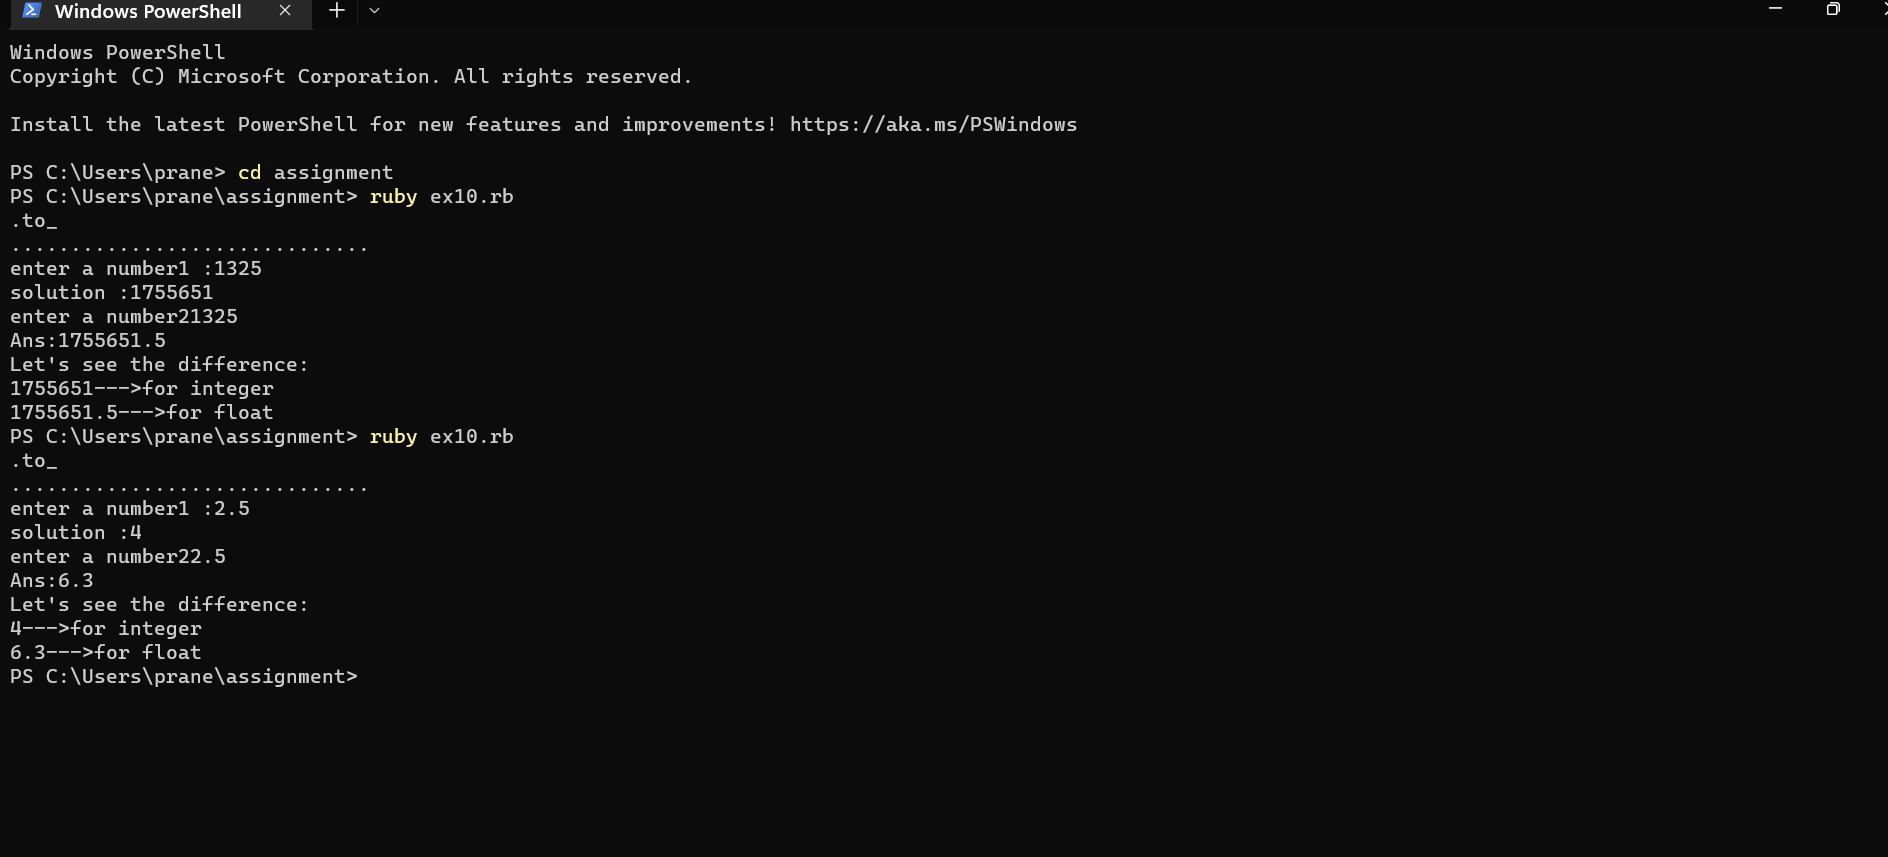 Windows PowerShell
Windows PowerShell
Copyright (C) Microsoft Corporation. All rights reserved.
Install the latest PowerShell for new features and improvements! https://aka.ms/PSWindows
PS C:\Users\prane> cd assignment
PS C:\Users\prane\assignment> ruby ex10.rb
.to_
..............................
enter a number1 :1325
solution :1755651
enter a number21325
Ans:1755651.5
Let's see the difference:
1755651--->for integer
1755651.5--->for float
PS C:\Users\prane\assignment> ruby ex10.rb
.to_
..............................
enter a number1 :2.5
solution :4
enter a number22.5
Ans:6.3
Let's see the difference:
4--->for integer
6.3--->for float
PS C:\Users\prane\assignment>